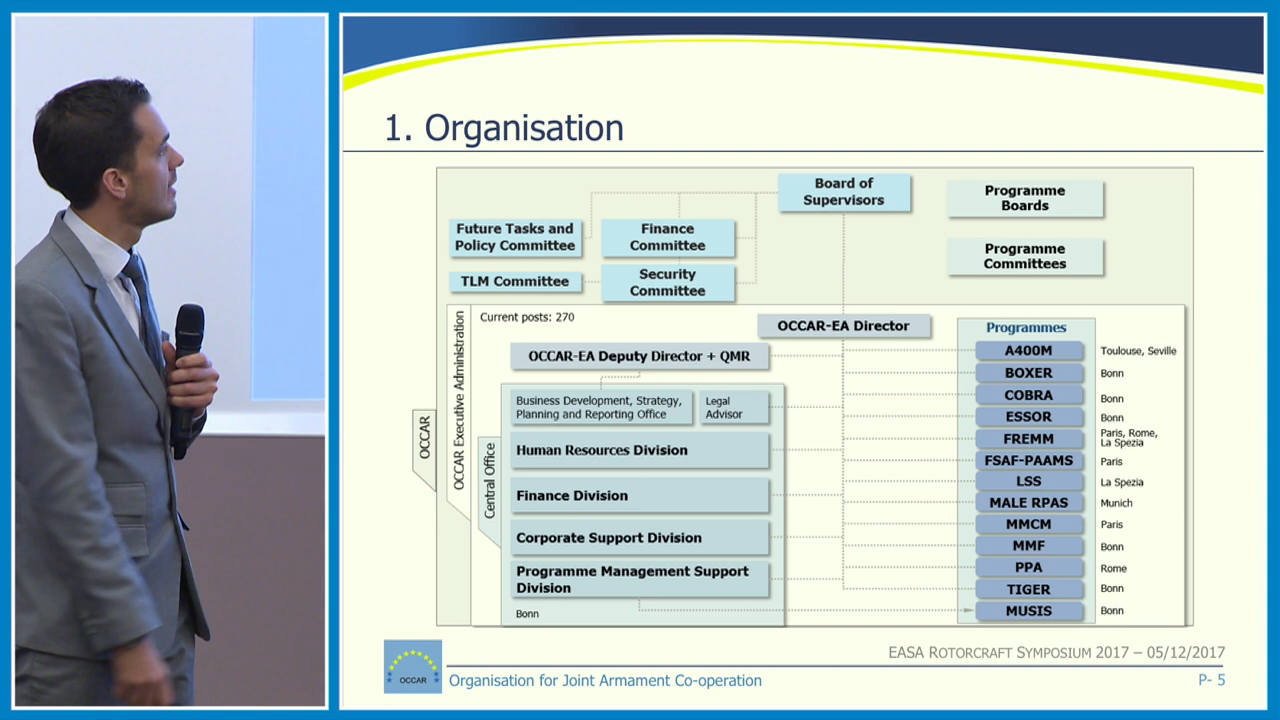 1. Organisation
Board of
Supervisors
Programme
Boards
Future Tasks and
Policy Committee
Finance
Committee
Programme
Committees
TLM Committee
Security
Committee
OCCAR
OCCAR Executive Administration
Current posts: 270
OCCAR-EA Director
OCCAR-EA Deputy Director + QMR
Central Office
Business Development, Strategy,
Planning and Reporting Office
Legal
Advisor
Human Resources Division
Finance Division
Corporate Support Division
Programme Management Support
Division
Bonn
Programmes
A400M Toulouse, Seville
BOXER Bonn
COBRA Bonn
ESSOR Bonn
FREMM Paris, Rome,
La Spezia
FSAF-PAAMS Paris
LSS La Spezia
MALE RPAS Munich
MMCM Paris
MMF Bonn
PPA Rome
TIGER Bonn
MUSIS Bonn
EASA ROTORCRAFT SYMPOSIUM 2017 – 05/12/2017
OCCAR
Organisation for Joint Armament Co-operation
P- 5